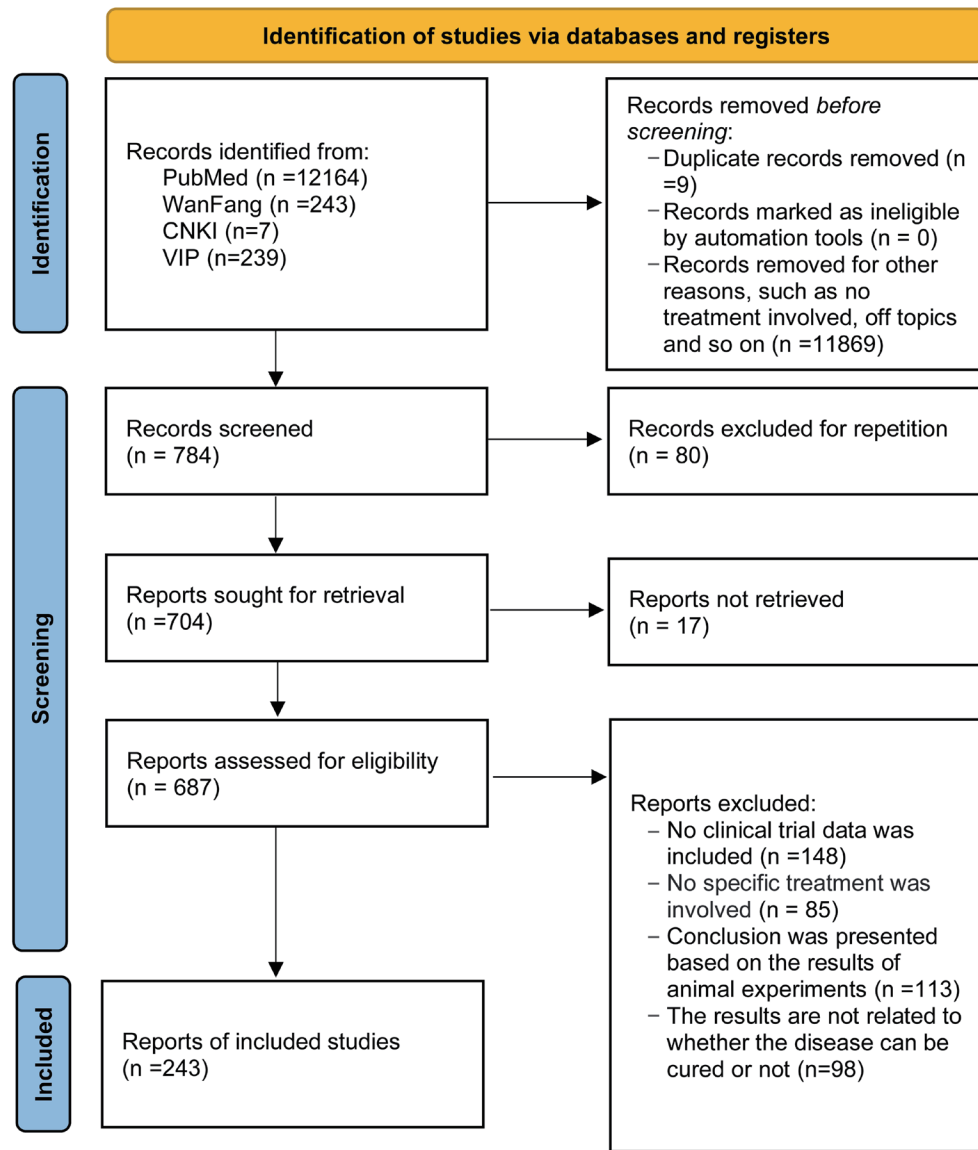 Identification of studies via databases and registers
Identification
Records identified from:
PubMed (n =12164)
WanFang (n =243)
CNKI (n=7)
VIP (n=239)
Records removed before
screening:
– Duplicate records removed (n
=9)
– Records marked as ineligible
by automation tools (n = 0)
– Records removed for other
reasons, such as no
treatment involved, off topics
and so on (n =11869)
Screening
Records screened
(n = 784)
Records excluded for repetition
(n = 80)
Reports sought for retrieval
(n =704)
Reports not retrieved
(n = 17)
Reports assessed for eligibility
(n = 687)
Reports excluded:
– No clinical trial data was
included (n =148)
– No specific treatment was
involved (n = 85)
– Conclusion was presented
based on the results of
animal experiments (n =113)
– The results are not related to
whether the disease can be
cured or not (n=98)
Included
Reports of included studies
(n =243)